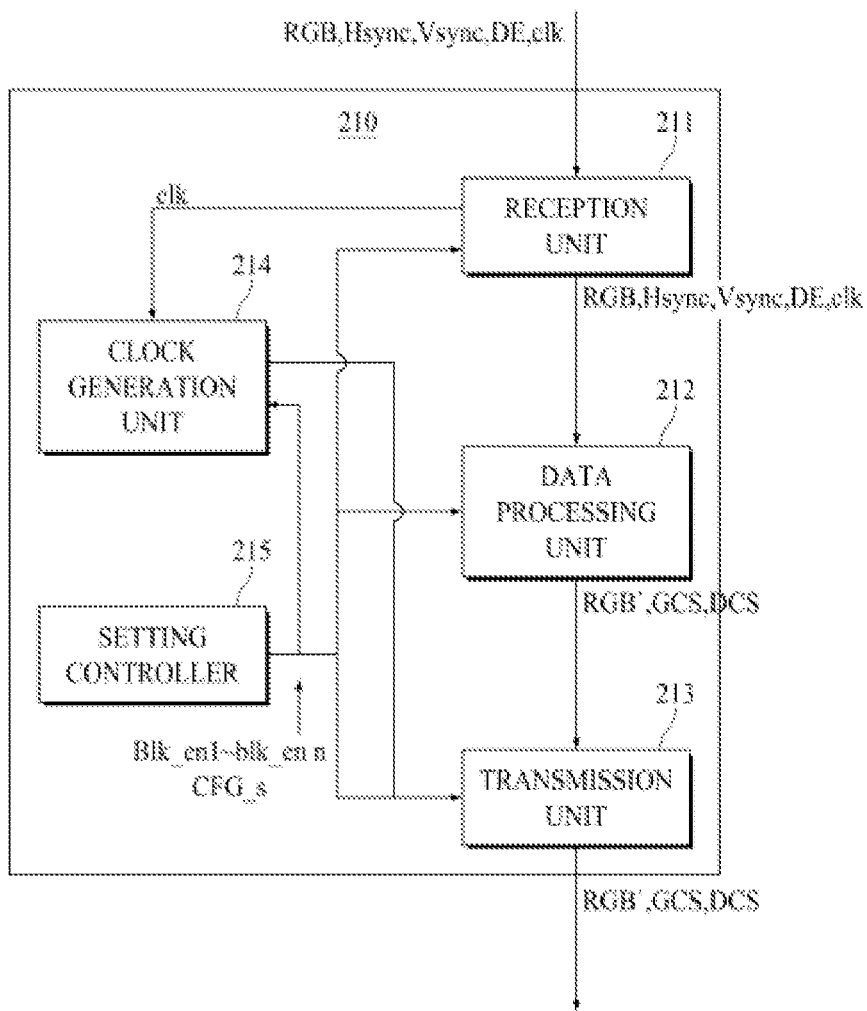 RGB,Hsync,Vsync,DE,clk
210
211
clk
RECEPTION
UNIT
214
RGB,Hsync,Vsync,DE,clk
CLOCK
GENERATION
UNIT
212
DATA
PROCESSING
UNIT
215
RGB',GCS,DCS
SETTING
CONTROLLER
213
Blk_en1~blk_en n
CFG_s
TRANSMISSION
UNIT
RGB',GCS,DCS